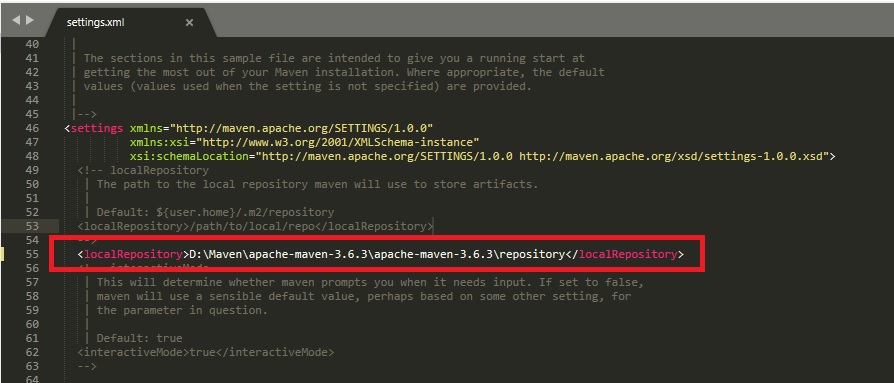 settings.xml ×
40 |
41 | The sections in this sample file are intended to give you a running start at
42 | getting the most out of your Maven installation. Where appropriate, the default
43 | values (values used when the setting is not specified) are provided.
44 |
45 |-->
46 <settings xmlns="http://maven.apache.org/SETTINGS/1.0.0"
47 xmlns:xsi="http://www.w3.org/2001/XMLSchema-instance"
48 xsi:schemaLocation="http://maven.apache.org/SETTINGS/1.0.0 http://maven.apache.org/xsd/settings-1.0.0.xsd">
49 <!-- localRepository
50 | The path to the local repository maven will use to store artifacts.
51 |
52 | Default: ${user.home}/.m2/repository
53 <localRepository>/path/to/local/repo</localRepository>
54 -->
55 <localRepository>D:\Maven\apache-maven-3.6.3\apache-maven-3.6.3\repository</localRepository>
56 <!-- interactiveMode
57 | This will determine whether maven prompts you when it needs input. If set to false,
58 | maven will use a sensible default value, perhaps based on some other setting, for
59 | the parameter in question.
60 |
61 | Default: true
62 <interactiveMode>true</interactiveMode>
63 -->
64